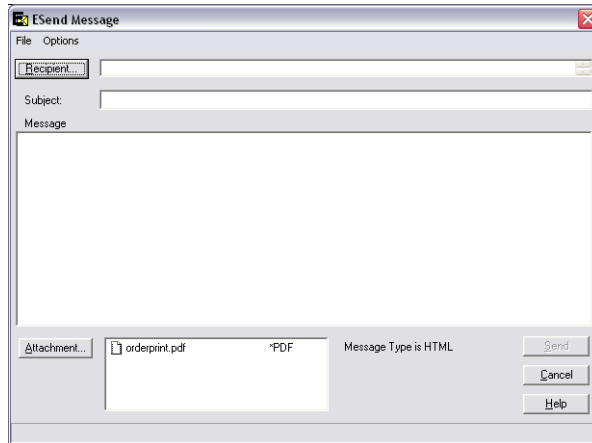 ESend Message
File Options
Recipient...
Subject:
Message
Attachment...
orderprint.pdf *PDF
Message Type is HTML
Send
Cancel
Help